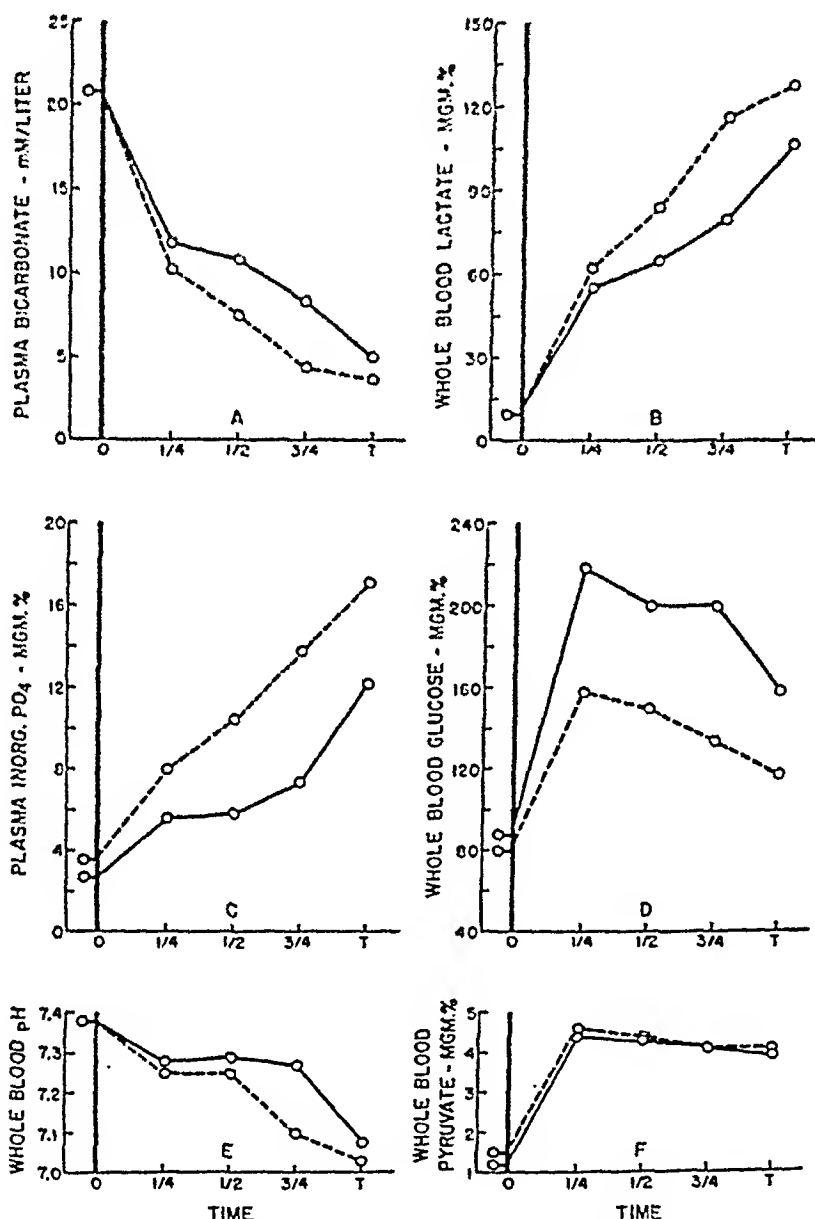 PLASMA BICARBONATE - mM/LITER
25
20
15
10
5
0
A
0 1/4 1/2 3/4 T
WHOLE BLOOD LACTATE - MGM.%
150
120
90
60
30
0
B
0 1/4 1/2 3/4 T
PLASMA INORG. PO4 - MGM.%
20
16
12
8
4
0
C
0 1/4 1/2 3/4 T
WHOLE BLOOD GLUCOSE - MGM.%
240
200
160
120
80
40
D
0 1/4 1/2 3/4 T
WHOLE BLOOD pH
7.4
7.3
7.2
7.1
7.0
E
0 1/4 1/2 3/4 T
TIME
WHOLE BLOOD
PYRUVATE - MGM.%
5
4
3
2
1
F
0 1/4 1/2 3/4 T
TIME